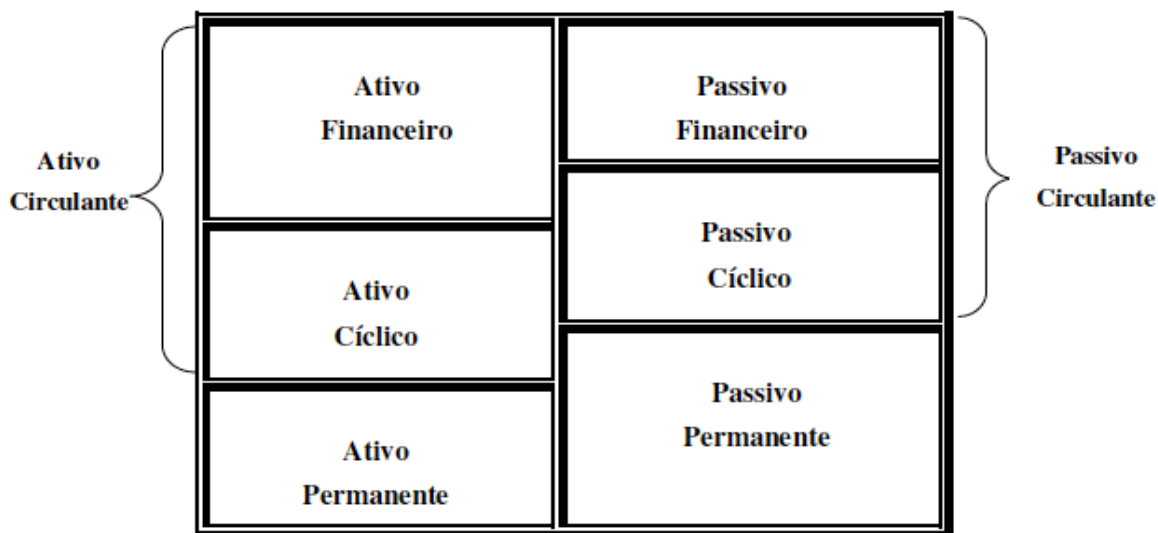 Ativo
Circulante
Ativo
Financeiro
Ativo
Cíclico
Ativo
Permanente
Passivo
Financeiro
Passivo
Cíclico
Passivo
Permanente
Passivo
Circulante